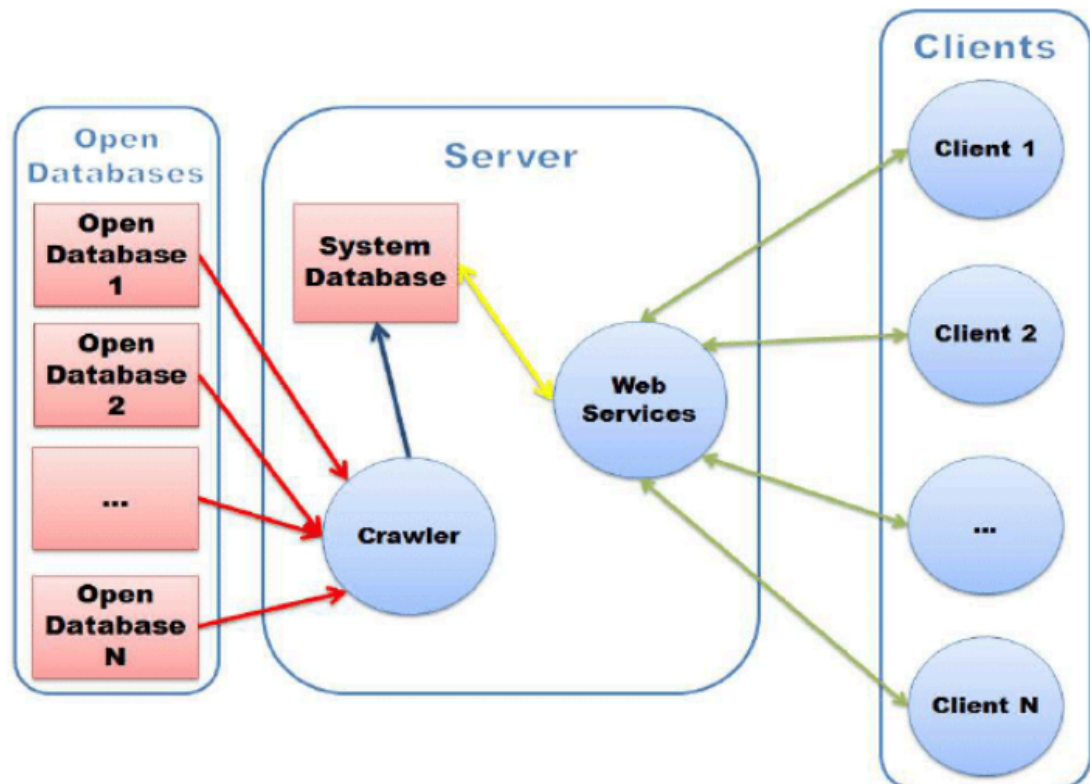 Open
Databases
Open
Database
1
Open
Database
2
...
Open
Database
N
Server
System
Database
Crawler
Web
Services
Clients
Client 1
Client 2
...
Client N